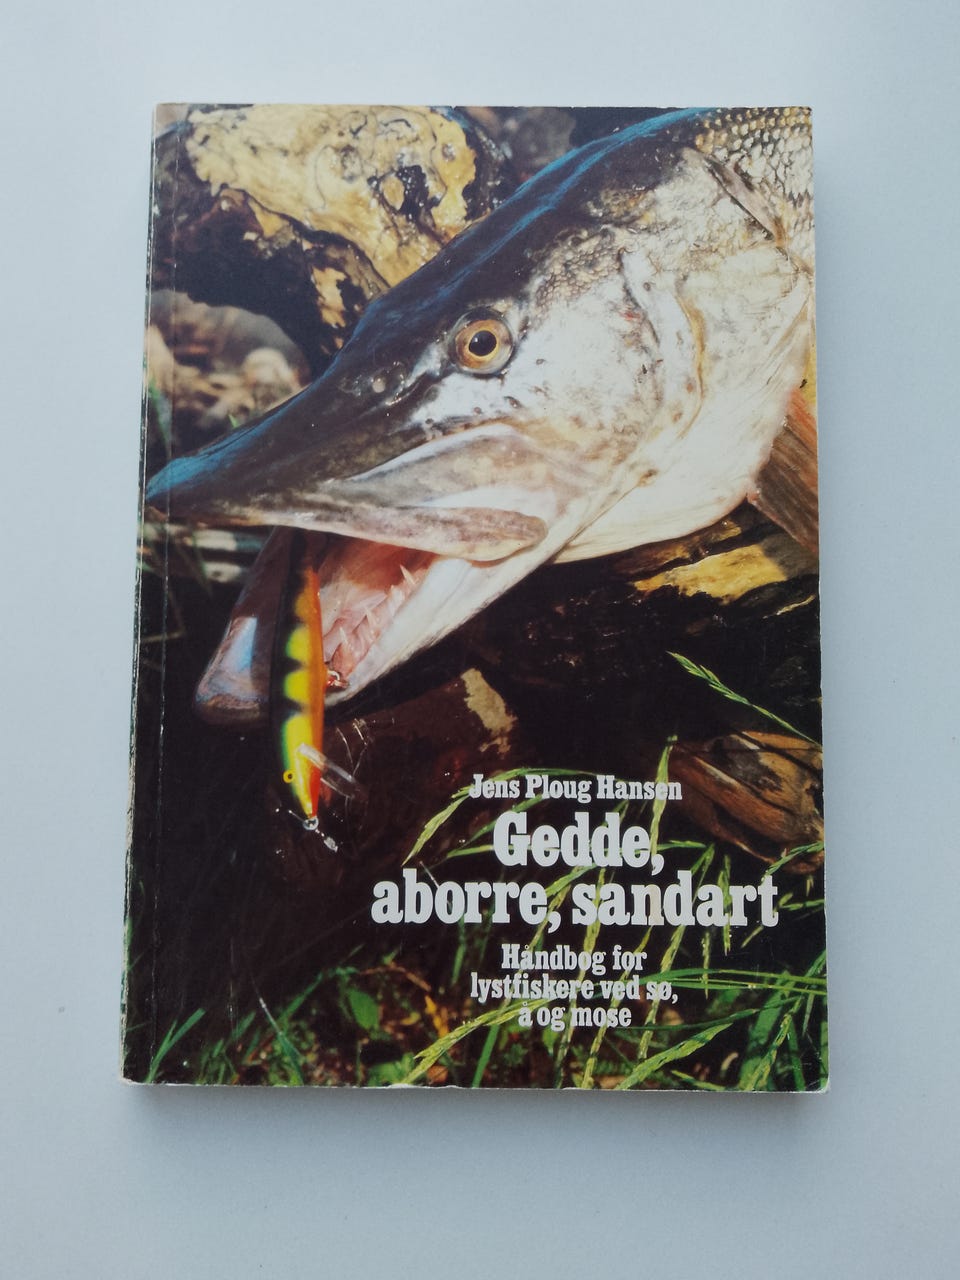 Jens Ploug Hansen
Gedde,
aborre, sandart
Håndbog for
lystfiskere ved sø,
å og mose